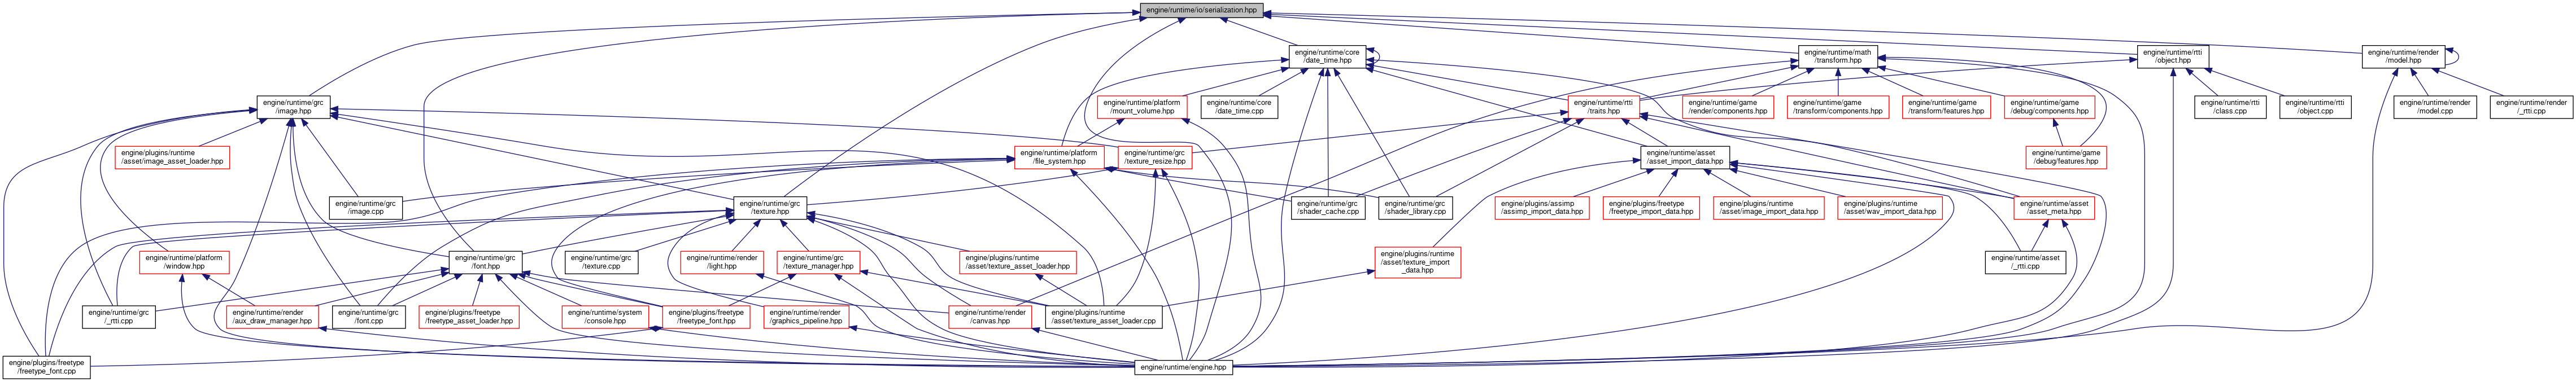 engine/runtime/io/serialization.hpp
engine/runtime/core
/date_time.hpp
engine/runtime/math
/transform.hpp
engine/runtime/rtti
/object.hpp
engine/runtime/render
/model.hpp
engine/runtime/grc
/image.hpp
engine/runtime/platform
/mount_volume.hpp
engine/runtime/core
/date_time.cpp
engine/runtime/rtti
/traits.hpp
engine/runtime/game
/render/components.hpp
engine/runtime/game
/transform/components.hpp
engine/runtime/game
/transform/features.hpp
engine/runtime/game
/debug/components.hpp
engine/runtime/rtti
/class.cpp
engine/runtime/rtti
/object.cpp
engine/runtime/render
/model.cpp
engine/runtime/render
/_rtti.cpp
engine/plugins/runtime
/asset/image_asset_loader.hpp
engine/runtime/platform
/file_system.hpp
engine/runtime/grc
/texture_resize.hpp
engine/runtime/asset
/asset_import_data.hpp
engine/runtime/game
/debug/features.hpp
engine/runtime/grc
/image.cpp
engine/runtime/grc
/texture.hpp
engine/runtime/grc
/shader_cache.cpp
engine/runtime/grc
/shader_library.cpp
engine/plugins/assimp
/assimp_import_data.hpp
engine/plugins/freetype
/freetype_import_data.hpp
engine/plugins/runtime
/asset/image_import_data.hpp
engine/plugins/runtime
/asset/wav_import_data.hpp
engine/runtime/asset
/asset_meta.hpp
engine/runtime/platform
/window.hpp
engine/runtime/grc
/font.hpp
engine/runtime/grc
/texture.cpp
engine/runtime/render
/light.hpp
engine/runtime/grc
/texture_manager.hpp
engine/plugins/runtime
/asset/texture_asset_loader.hpp
engine/plugins/runtime
/asset/texture_import
_data.hpp
engine/runtime/asset
/_rtti.cpp
engine/runtime/grc
/_rtti.cpp
engine/runtime/render
/aux_draw_manager.hpp
engine/runtime/grc
/font.cpp
engine/plugins/freetype
/freetype_asset_loader.hpp
engine/runtime/system
/console.hpp
engine/plugins/freetype
/freetype_font.hpp
engine/runtime/render
/graphics_pipeline.hpp
engine/runtime/render
/canvas.hpp
engine/plugins/runtime
/asset/texture_asset_loader.cpp
engine/plugins/freetype
/freetype_font.cpp
engine/runtime/engine.hpp